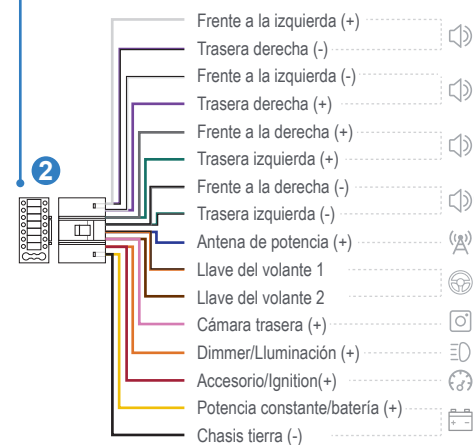 Frente a la izquierda (+)
Trasera derecha (-)
Frente a la izquierda (-)
Trasera derecha (+)
Frente a la derecha (+)
Trasera izquierda (+)
2
Frente a la derecha (-)
Trasera izquierda (-)
Antena de potencia (+)
Llave del volante 1
Llave del volante 2
Cámara trasera (+)
Dimmer/Lluminación (+)
Accesorio/Ignition(+)
Potencia constante/batería (+)
Chasis tierra (-)